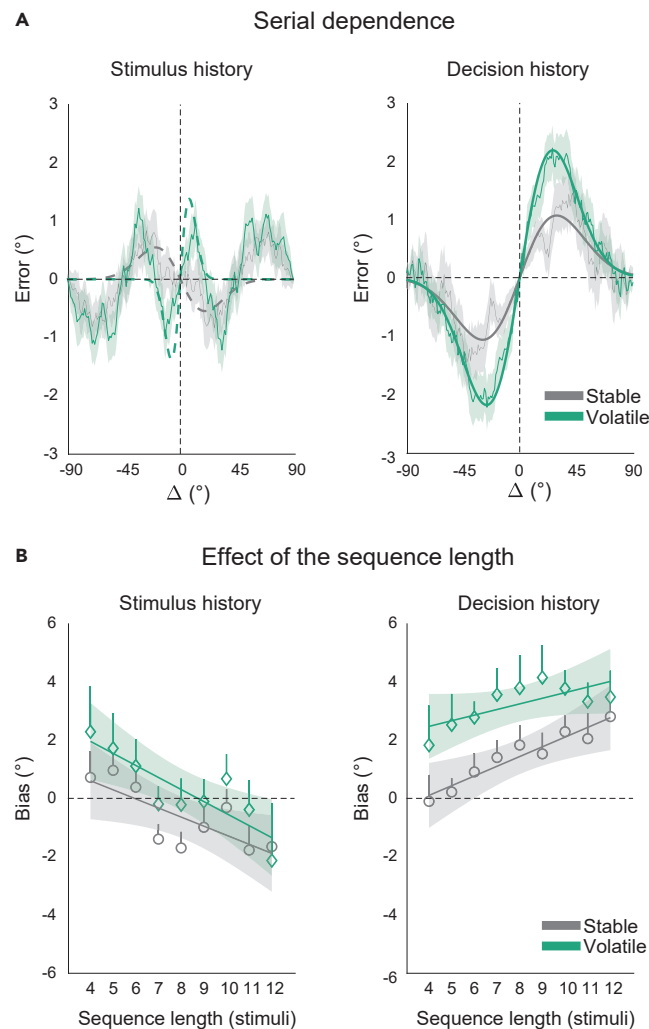 A
Serial dependence
Stimulus history
Decision history
3
2
1
0
-1
-2
-3
Error (°)
-90 -45 0 45 90
Δ (°)
3
2
1
0
-1
-2
-3
Error (°)
Stable
Volatile
-90 -45 0 45 90
Δ (°)
B
Effect of the sequence length
Stimulus history
Decision history
6
4
2
0
-2
-4
-6
Bias (°)
4 5 6 7 8 9 10 11 12
Sequence length (stimuli)
6
4
2
0
-2
-4
-6
Bias (°)
Stable
Volatile
4 5 6 7 8 9 10 11 12
Sequence length (stimuli)